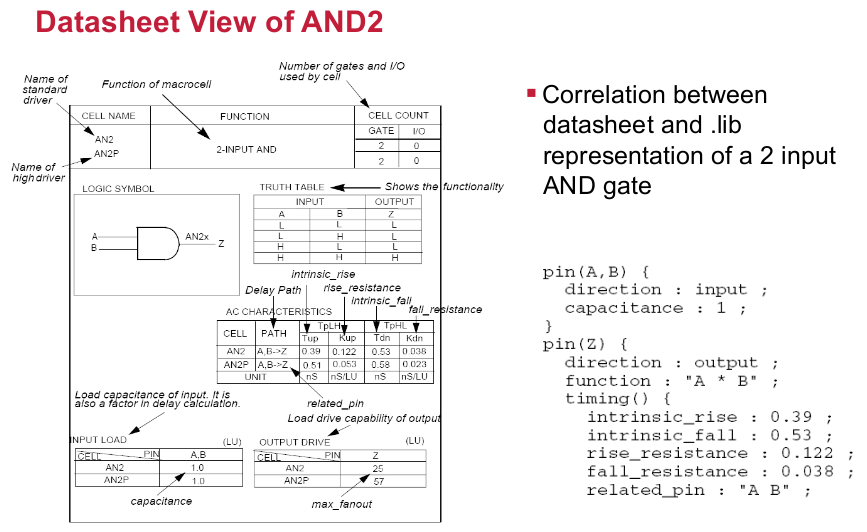 Datasheet View of AND2
Name of
standard
driver
Function of macrocell
Number of gates and I/O
used by cell
CELL NAME FUNCTION CELL COUNT
GATE I/O
AN2 2 0
AN2P 2-INPUT AND 2 0
Name of
high driver
LOGIC SYMBOL
A
B
AN2x
Z
TRUTH TABLE Shows the functionality
INPUT OUTPUT
A B Z
L L L
L H L
H L L
H H H
intrinsic_rise
Delay Path rise_resistance
intrinsic_fall
fall_resistance
AC CHARACTERISTICS
CELL PATH TpLH TpHL
Tup Kup Tdn Kdn
AN2 A,B->Z 0.39 0.122 0.53 0.038
AN2P A,B->Z 0.51 0.053 0.58 0.023
UNIT nS nS/LU nS nS/LU
related_pin
Load capacitance of input. It is
also a factor in delay calculation.
Load drive capability of output
INPUT LOAD (LU)
CELL PIN A,B
AN2 1.0
AN2P 1.0
capacitance
OUTPUT DRIVE (LU)
CELL PIN Z
AN2 25
AN2P 57
max_fanout
▪ Correlation between
datasheet and .lib
representation of a 2 input
AND gate
pin(A,B) {
direction : input ;
capacitance : 1 ;
}
pin(Z) {
direction : output ;
function : "A * B" ;
timing() {
intrinsic_rise : 0.39 ;
intrinsic_fall : 0.53 ;
rise_resistance : 0.122 ;
fall_resistance : 0.038 ;
related_pin : "A B" ;